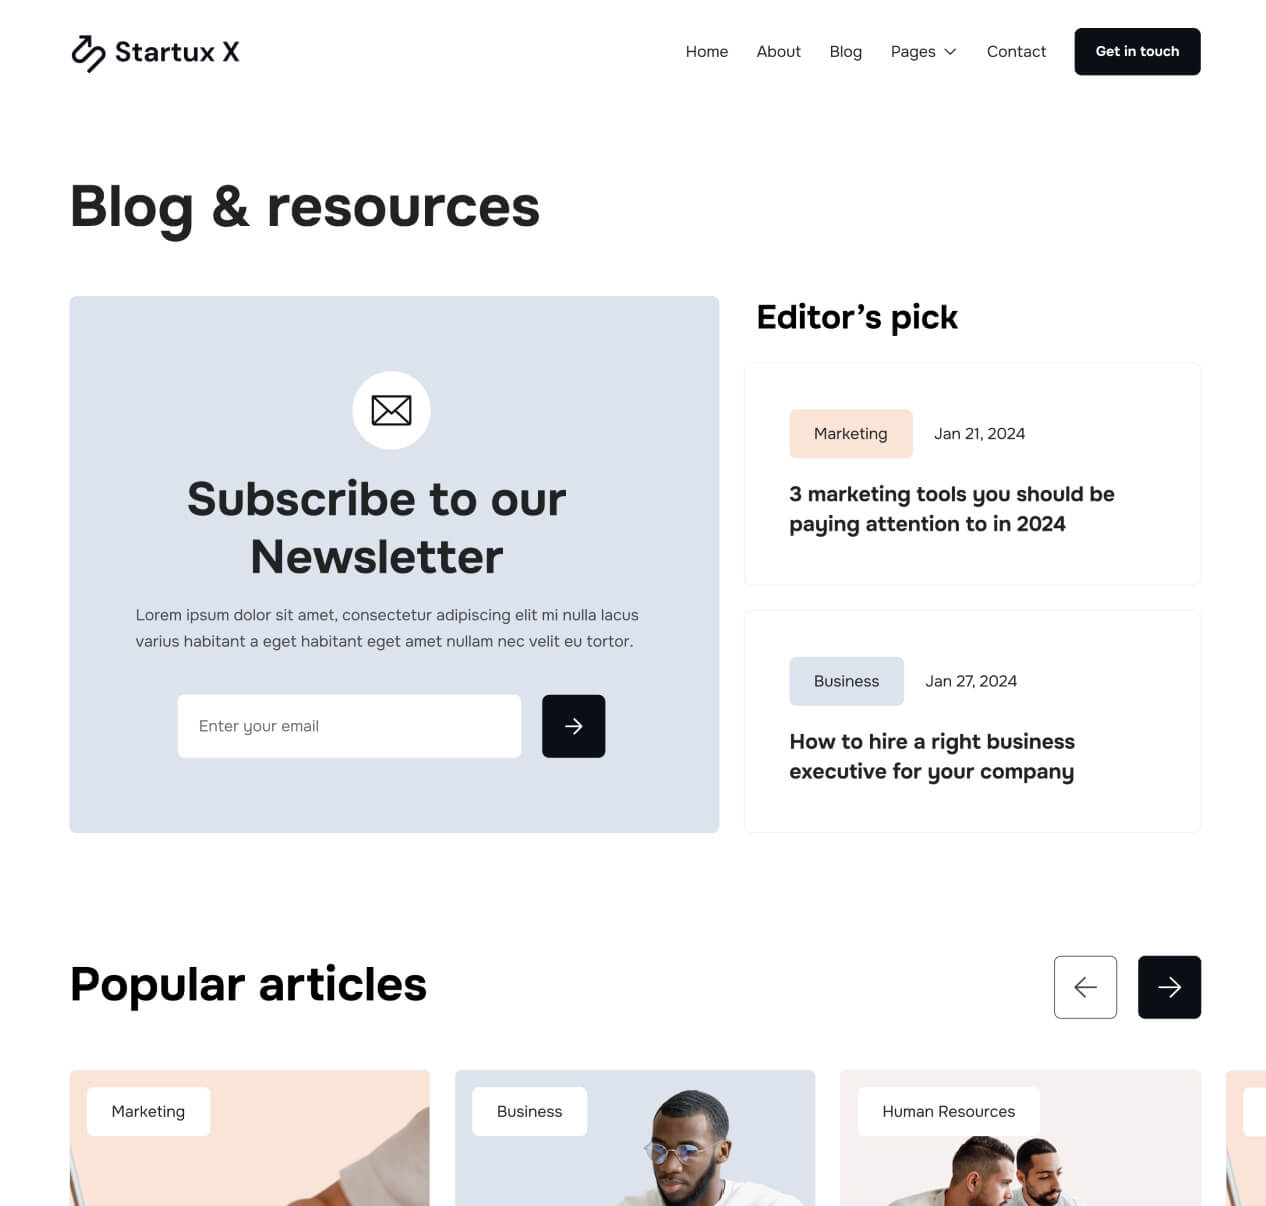 Startux X
Home About Blog Pages Contact Get in touch
Blog & resources
Subscribe to our
Newsletter
Lorem ipsum dolor sit amet, consectetur adipiscing elit mi nulla lacus
varius habitant a eget habitant eget amet nullam nec velit eu tortor.
Enter your email
Editor’s pick
Marketing Jan 21, 2024
3 marketing tools you should be
paying attention to in 2024
Business Jan 27, 2024
How to hire a right business
executive for your company
Popular articles
Marketing
Business
Human Resources